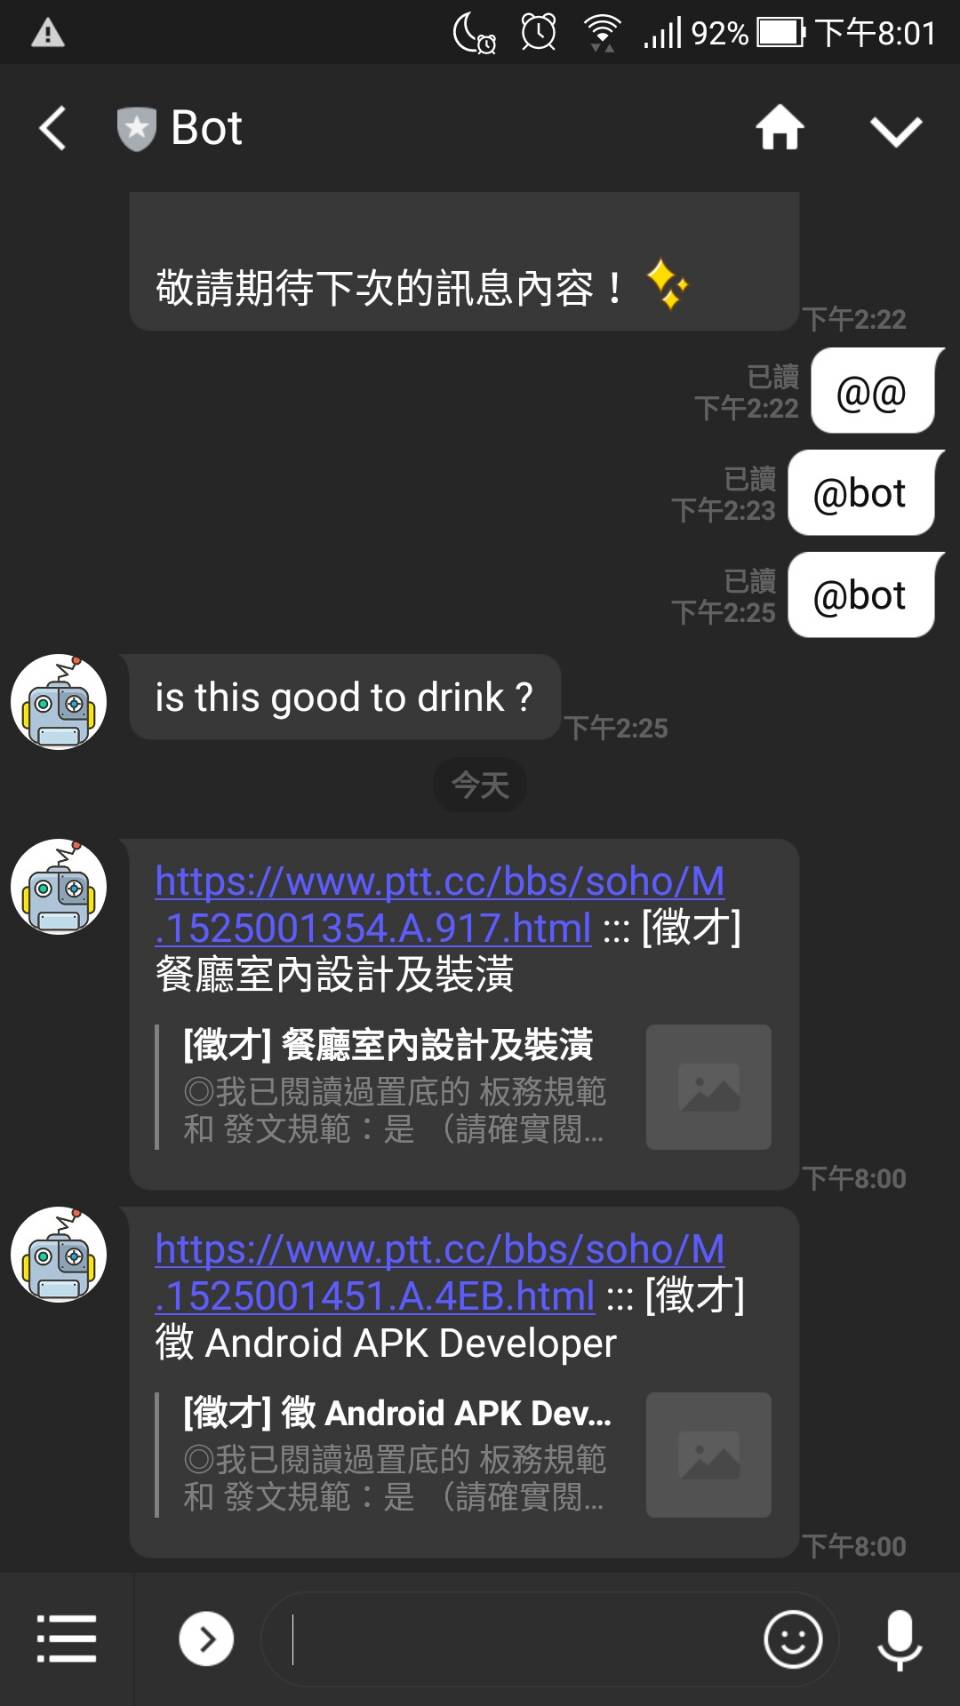 92% 下午8:01
Bot
敬請期待下次的訊息內容！
下午2:22
已讀
下午2:22
@@
已讀
下午2:23
@bot
已讀
下午2:25
@bot
is this good to drink ?
下午2:25
今天
https://www.ptt.cc/bbs/soho/M
.1525001354.A.917.html ::: [徵才]
餐廳室內設計及裝潢
[徵才] 餐廳室內設計及裝潢
◎我已閱讀過置底的 板務規範
和 發文規範：是 （請確實閱...
下午8:00
https://www.ptt.cc/bbs/soho/M
.1525001451.A.4EB.html ::: [徵才]
徵 Android APK Developer
[徵才] 徵 Android APK Dev...
◎我已閱讀過置底的 板務規範
和 發文規範：是 （請確實閱...
下午8:00